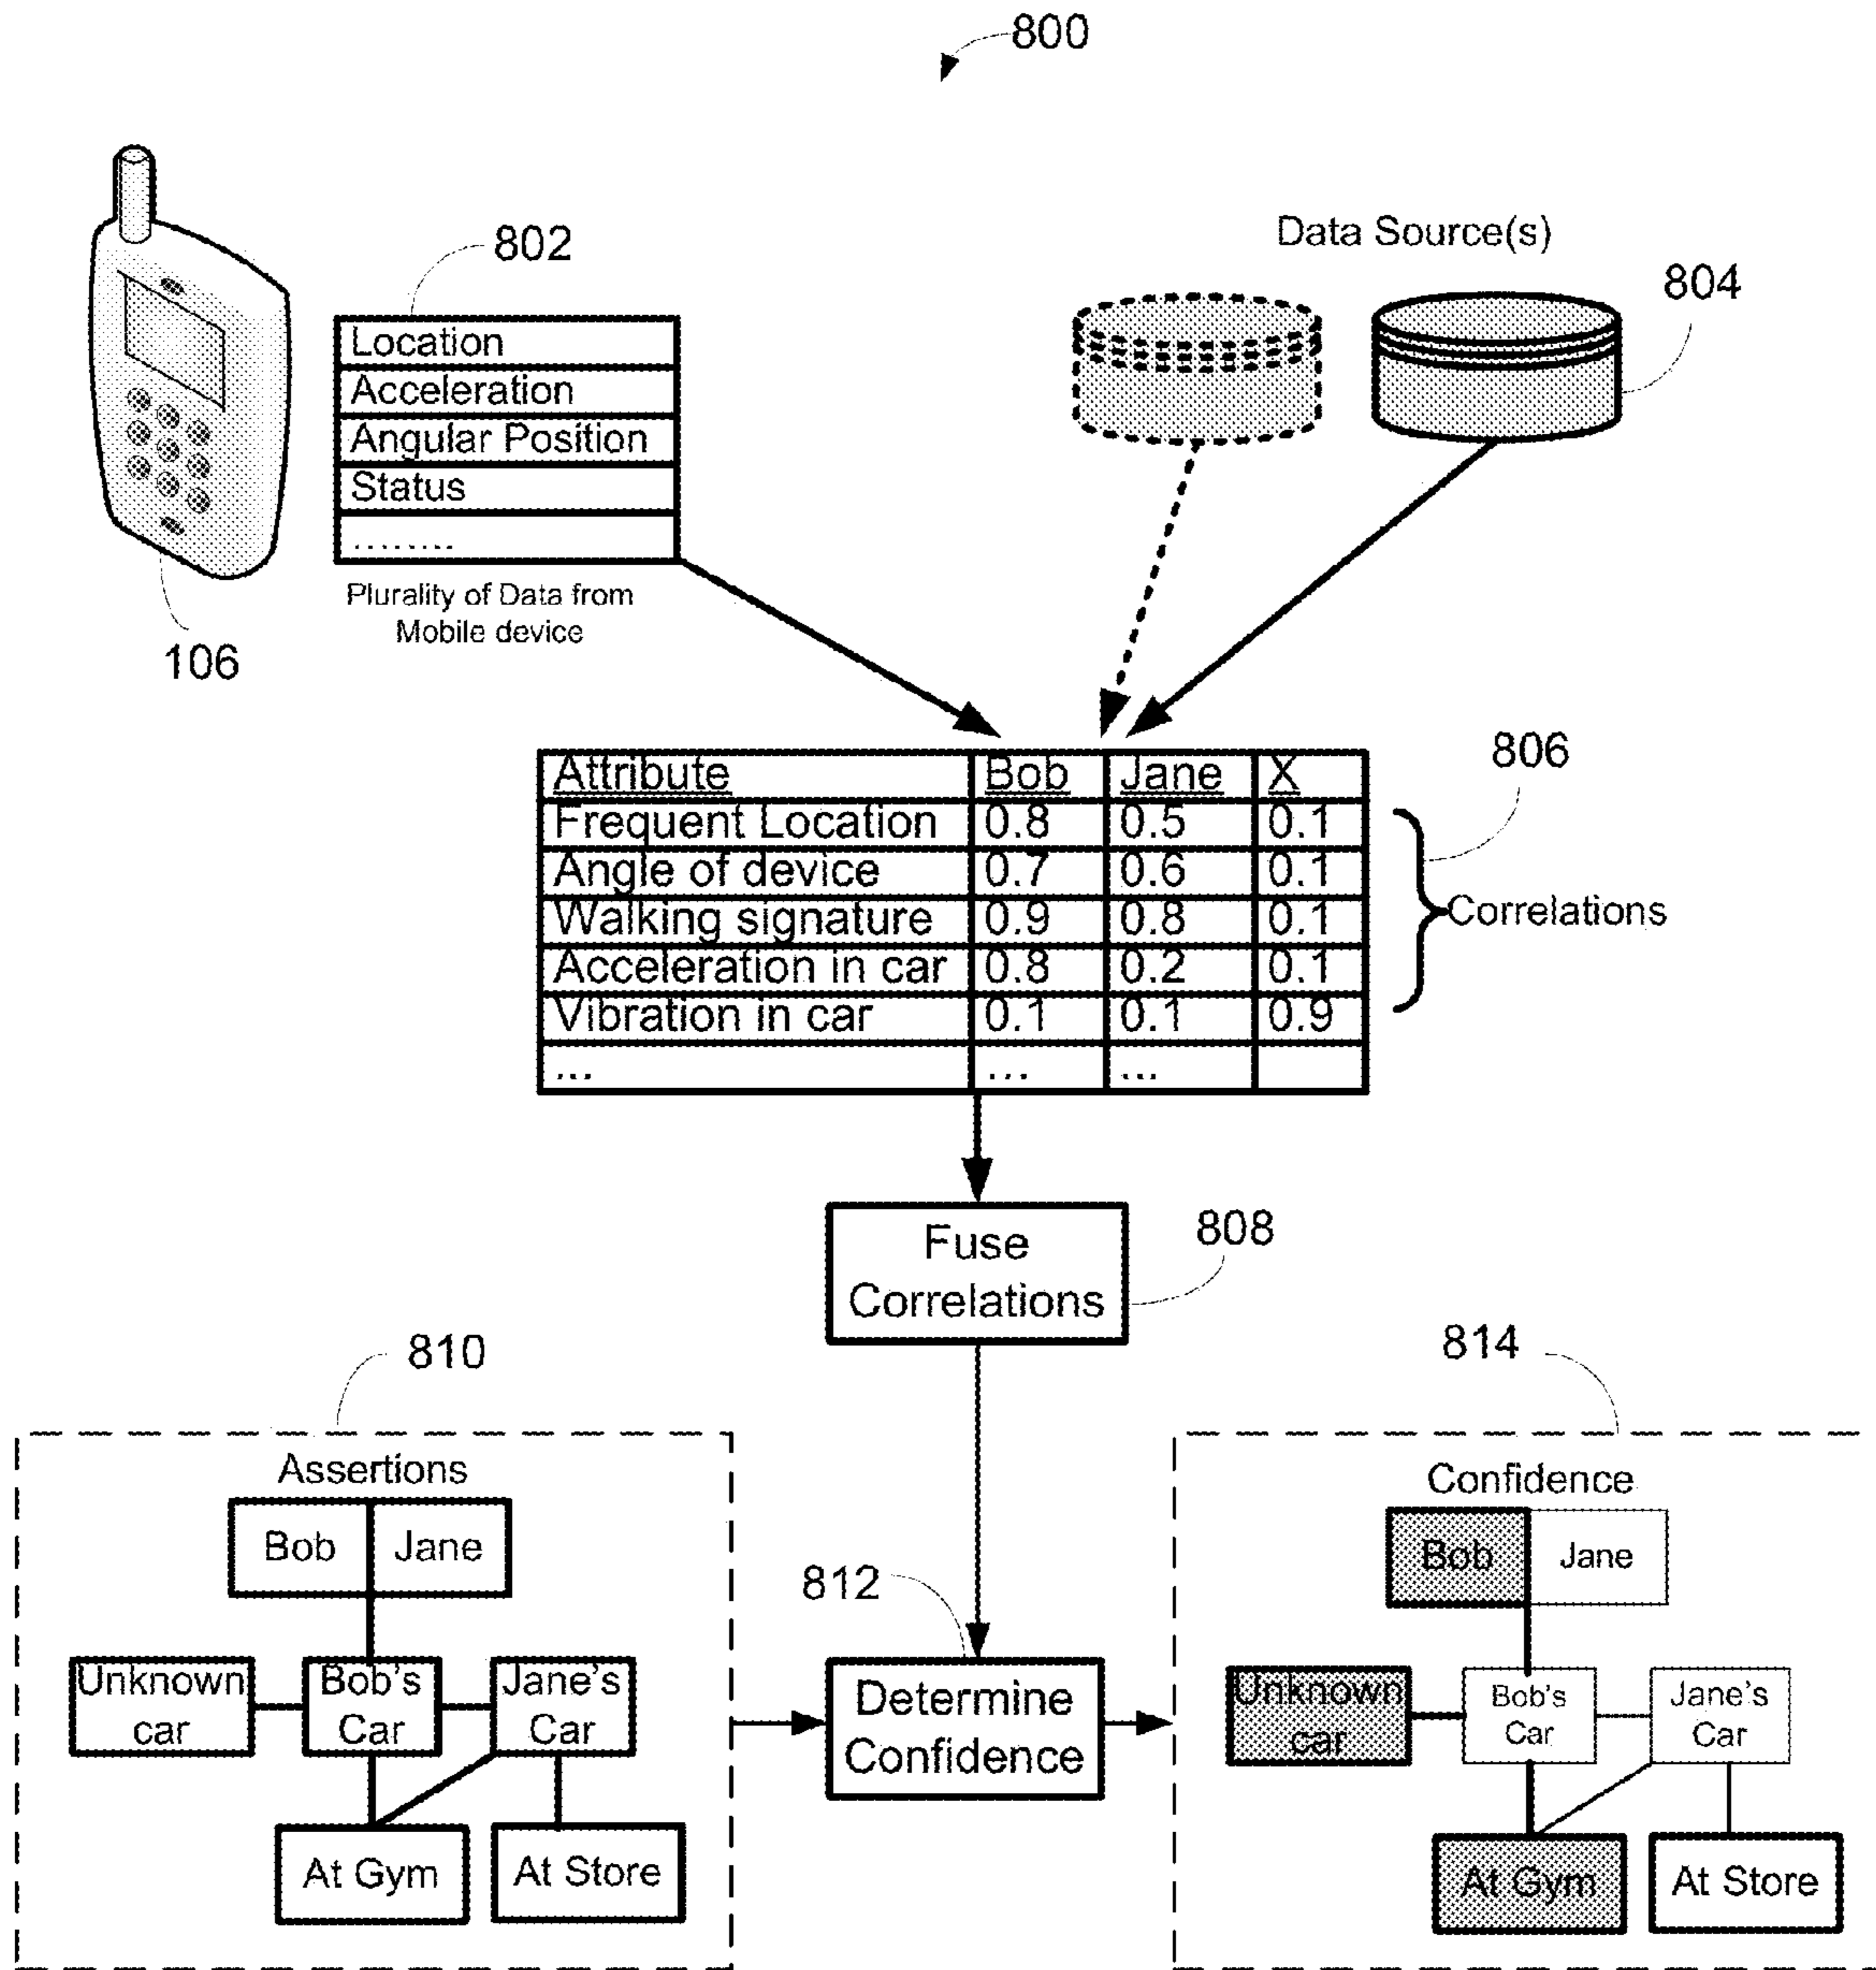 800
802
Data Source(s)
804
Location
Acceleration
Angular Position
Status
........
Plurality of Data from
Mobile device
106
Attribute Bob Jane X
Frequent Location 0.8 0.5 0.1
Angle of device 0.7 0.6 0.1
Walking signature 0.9 0.8 0.1
Acceleration in car 0.8 0.2 0.1
Vibration in car 0.1 0.1 0.9
... ... ...
806
Correlations
Fuse
Correlations
808
810
Assertions
Bob Jane
Unknown
car
Bob's
Car
Jane's
Car
At Gym
At Store
812
Determine
Confidence
814
Confidence
Bob Jane
Unknown
car
Bob's
Car
Jane's
Car
At Gym
At Store